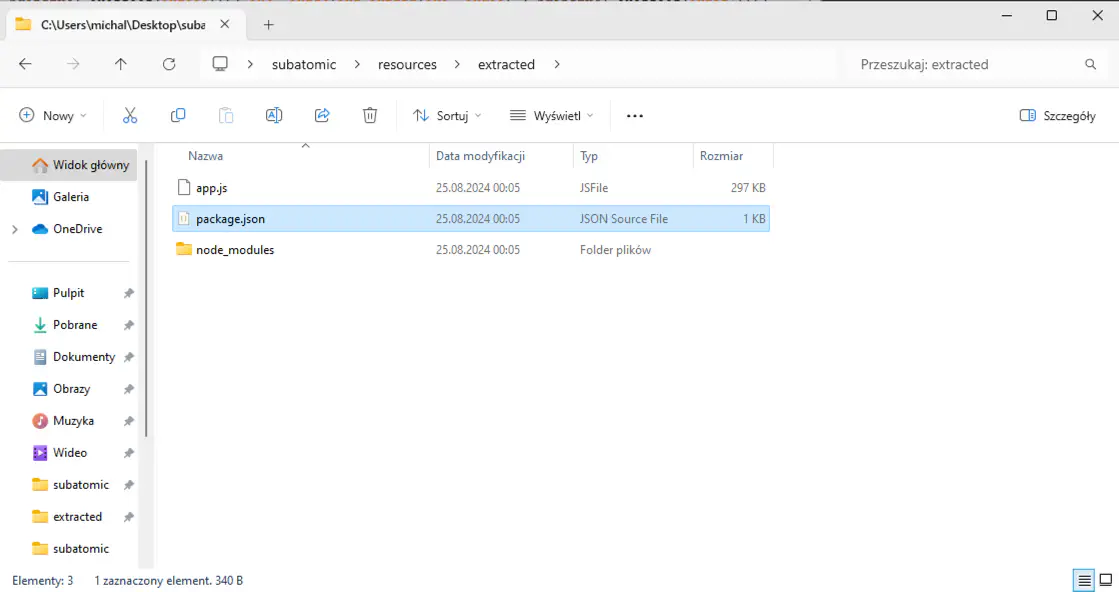 C:\Users\michal\Desktop\suba
subatomic
resources
extracted
Przeszukaj: extracted
Nowy
Sortuj
Wyświetl
Szczegóły
Widok główny
Galeria
OneDrive
Pulpit
Pobrane
Dokumenty
Obrazy
Muzyka
Wideo
subatomic
extracted
subatomic
Nazwa Data modyfikacji Typ Rozmiar
app.js 25.08.2024 00:05 JSFile 297 KB
package.json 25.08.2024 00:05 JSON Source File 1 KB
node_modules 25.08.2024 00:05 Folder plików
Elementy: 3 1 zaznaczony element. 340 B